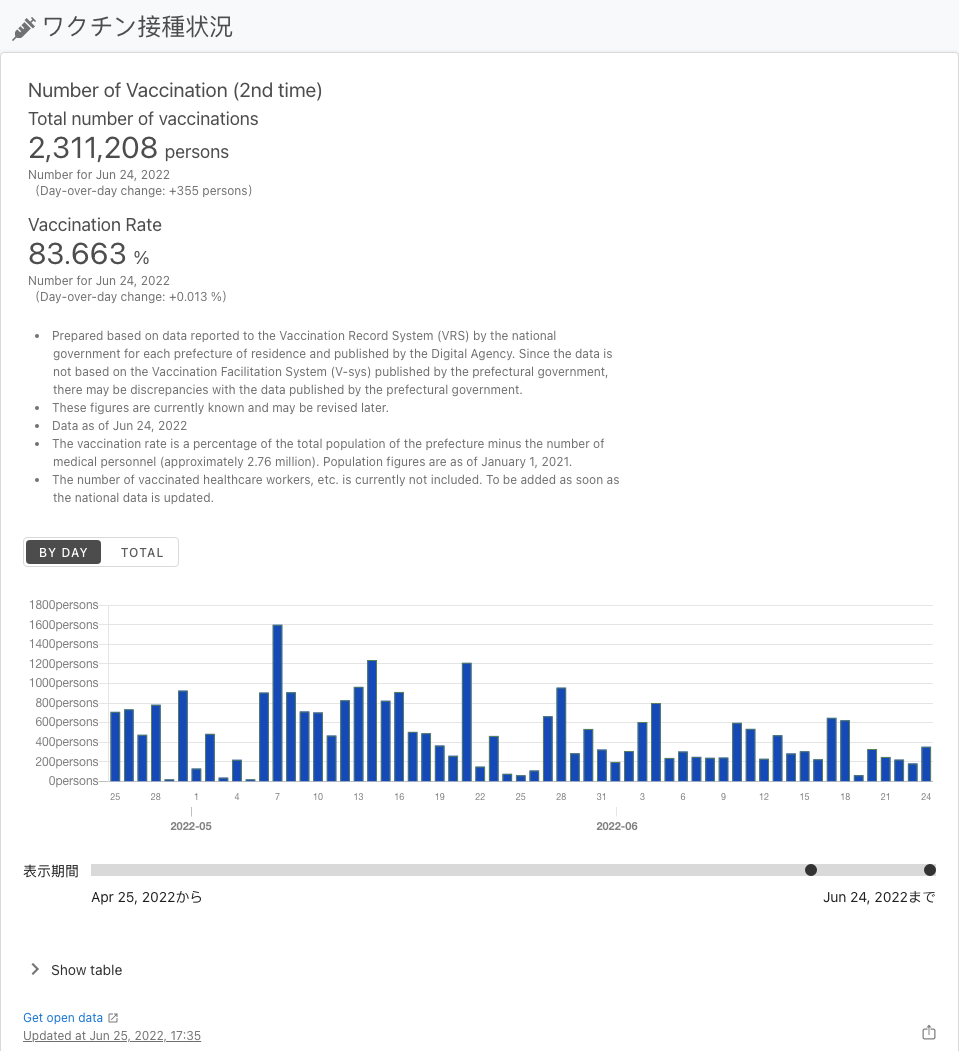 ワクチン接種状況
Number of Vaccination (2nd time)
Total number of vaccinations
2,311,208 persons
Number for Jun 24, 2022
(Day-over-day change: +355 persons)
Vaccination Rate
83.663 %
Number for Jun 24, 2022
(Day-over-day change: +0.013 %)
• Prepared based on data reported to the Vaccination Record System (VRS) by the national
government for each prefecture of residence and published by the Digital Agency. Since the data is
not based on the Vaccination Facilitation System (V-sys) published by the prefectural government,
there may be discrepancies with the data published by the prefectural government.
• These figures are currently known and may be revised later.
• Data as of Jun 24, 2022
• The vaccination rate is a percentage of the total population of the prefecture minus the number of
medical personnel (approximately 2.76 million). Population figures are as of January 1, 2021.
• The number of vaccinated healthcare workers, etc. is currently not included. To be added as soon as
the national data is updated.
BY DAY TOTAL
1800persons
1600persons
1400persons
1200persons
1000persons
800persons
600persons
400persons
200persons
0persons
25 28 1 4 7 10 13 16 19 22 25 28 31 3 6 9 12 15 18 21 24
2022-05 2022-06
表示期間
Apr 25, 2022から Jun 24, 2022まで
Show table
Get open data
Updated at Jun 25, 2022, 17:35